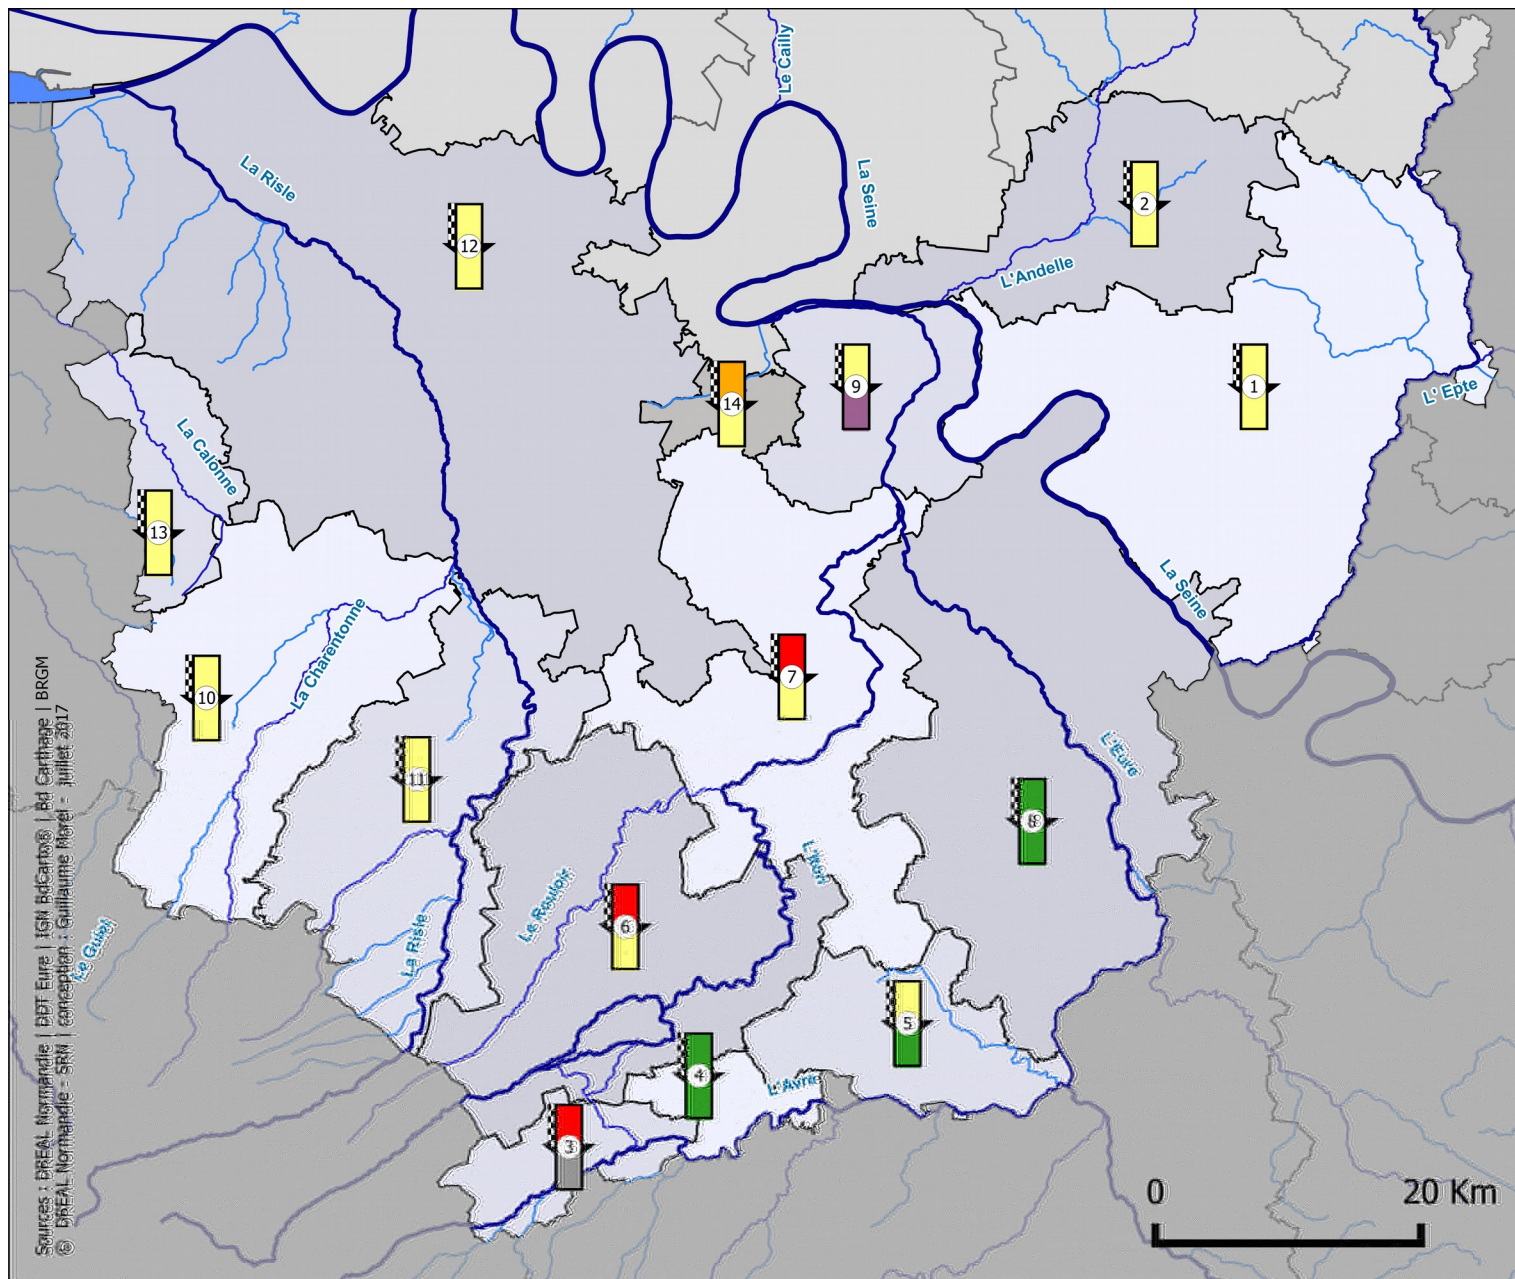 Le Cailly
La Seine
La Risle
2
12
L'Andelle
14
9
1
L' Epte
La Calonne
13
La Seine
La Charentonne
7
10
L'Eure
11
8
L'Iton
Le Rouloir
6
La Risle
Le Guiel
5
4
L'Avre
3
0
20 Km
Sources : DREAL Normandie | DDT Eure | IGN BdCarto® | Bd Carthage | BRGM
© DREAL Normandie - SRN | conception : Guillaume Morel - juillet 2017